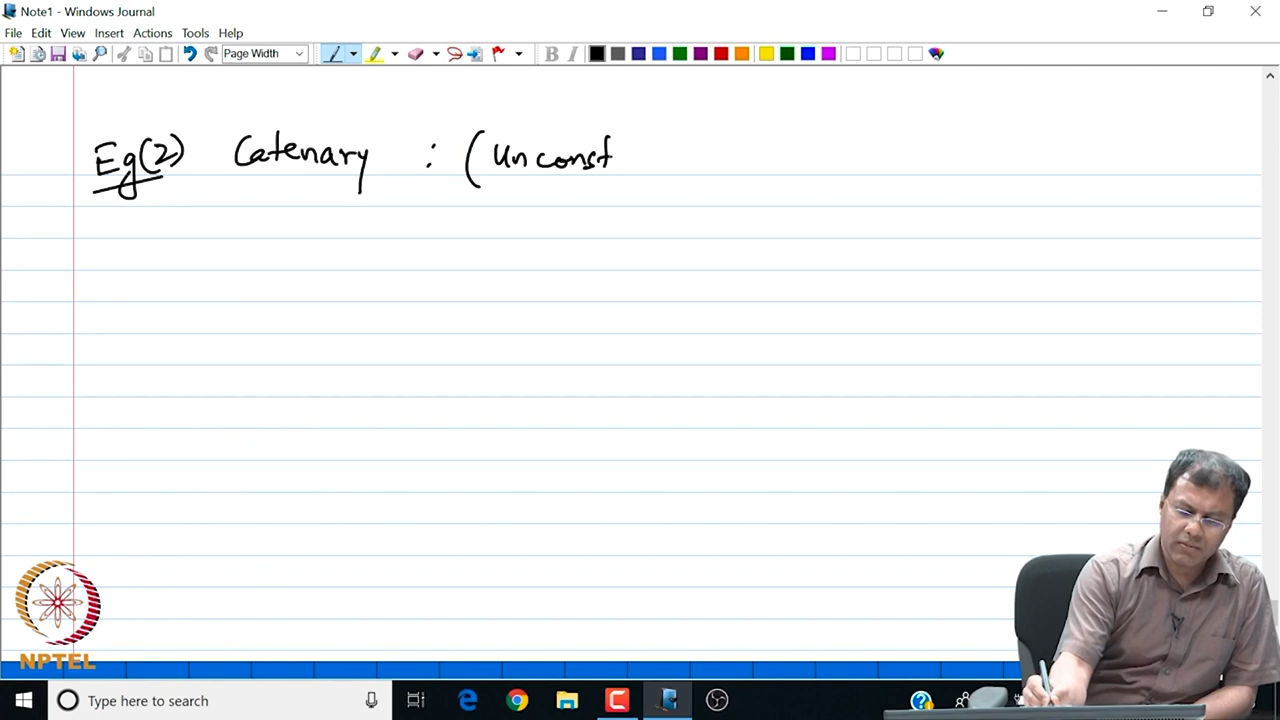 Note1 - Windows Journal
File Edit View Insert Actions Tools Help
Page Width
B I
Eg(2) Catenary : (Unconst
NPTEL
Type here to search